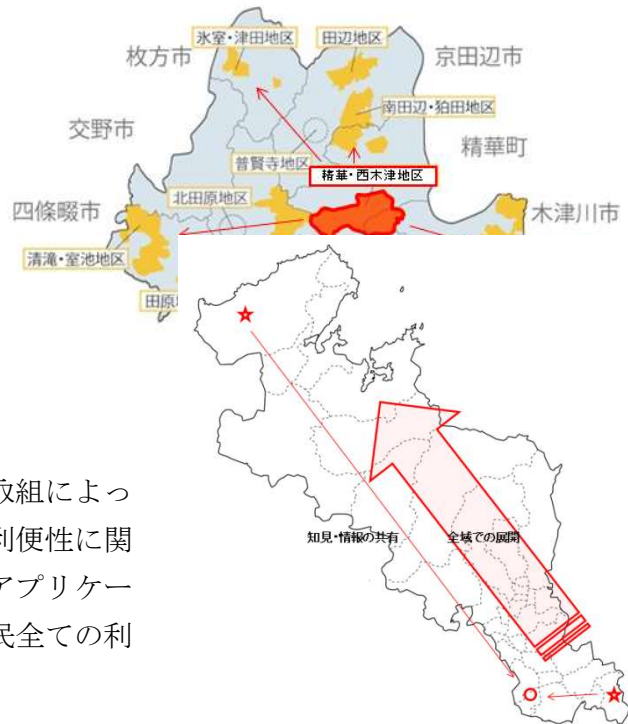 氷室・津田地区
田辺地区
枚方市
京田辺市
南田辺・狛田地区
交野市
普賢寺地区
精華町
精華・西木津地区
北田原地区
四條畷市
木津川市
清滝・室池地区
田原
取組によっ
利便性に関
知見・情報の共有
全域での展開
アプリケー
民全ての利